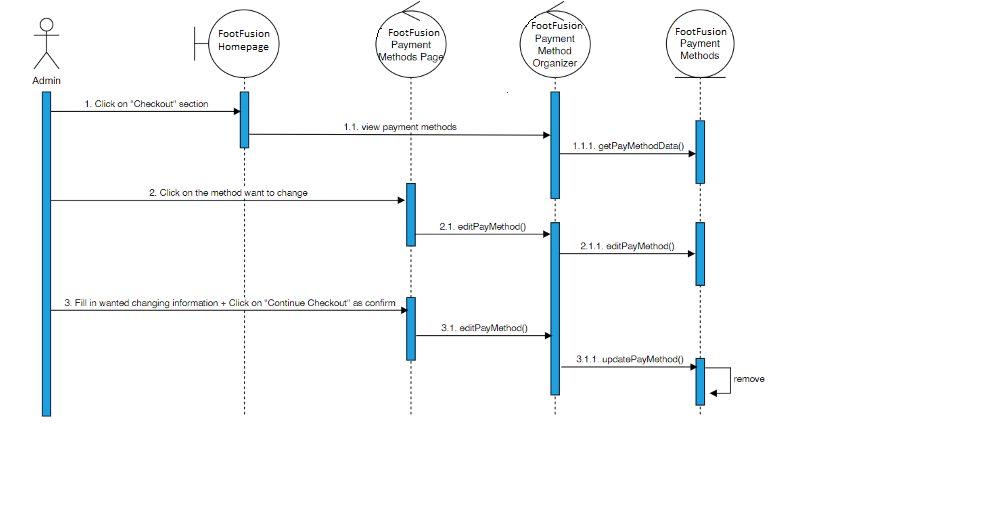 FootFusion
Homepage
FootFusion
Payment
Methods Page
FootFusion
Payment
Method
Organizer
FootFusion
Payment
Methods
Admin
1. Click on "Checkout" section
1.1. view payment methods
1.1.1. getPayMethodData()
2. Click on the method want to change
2.1. editPayMethod()
2.1.1. editPayMethod()
3. Fill in wanted changing information + Click on "Continue Checkout" as confirm
3.1. editPayMethod()
3.1.1. updatePayMethod()
remove